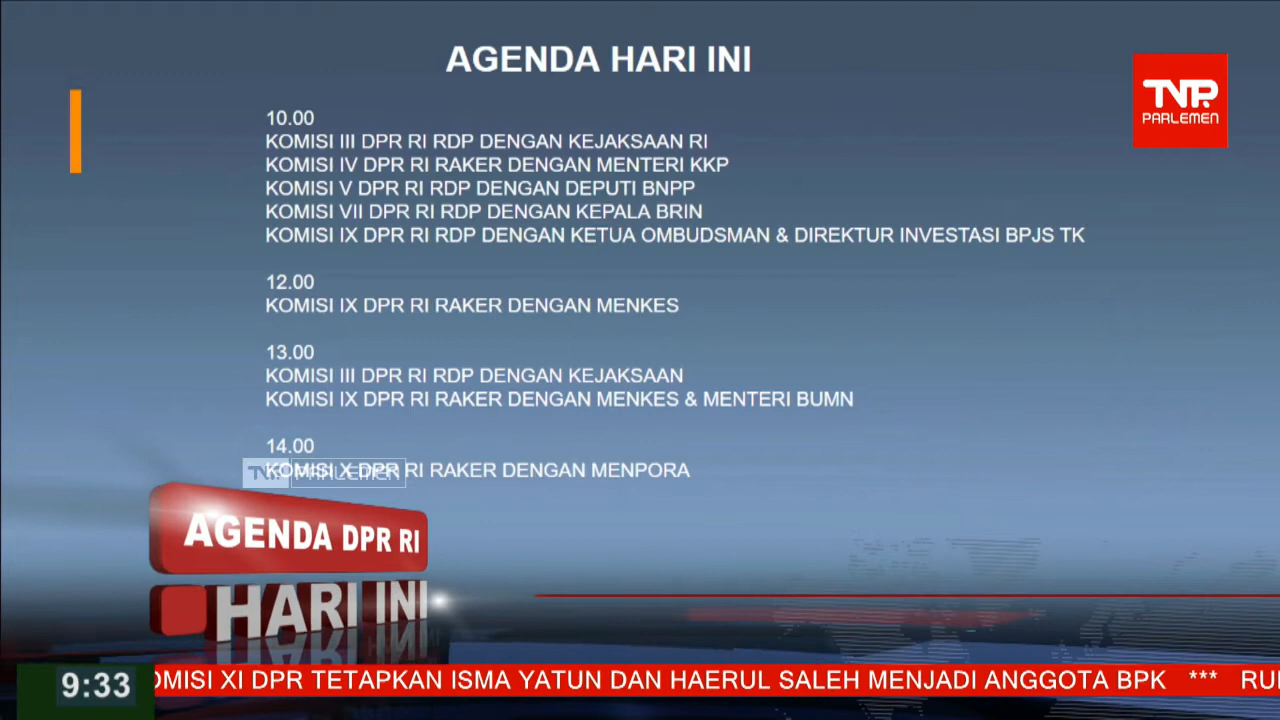 AGENDA HARI INI
TVR
PARLEMEN
10.00
KOMISI III DPR RI RDP DENGAN KEJAKSAAN RI
KOMISI IV DPR RI RAKER DENGAN MENTERI KKP
KOMISI V DPR RI RDP DENGAN DEPUTI BNPP
KOMISI VII DPR RI RDP DENGAN KEPALA BRIN
KOMISI IX DPR RI RDP DENGAN KETUA OMBUDSMAN & DIREKTUR INVESTASI BPJS TK
12.00
KOMISI IX DPR RI RAKER DENGAN MENKES
13.00
KOMISI III DPR RI RDP DENGAN KEJAKSAAN
KOMISI IX DPR RI RAKER DENGAN MENKES & MENTERI BUMN
14.00
KOMISI X DPR RI RAKER DENGAN MENPORA
TVR PARLEMEN
AGENDA DPR RI
HARI INI
9:33
OMISI XI DPR TETAPKAN ISMA YATUN DAN HAERUL SALEH MENJADI ANGGOTA BPK *** RU